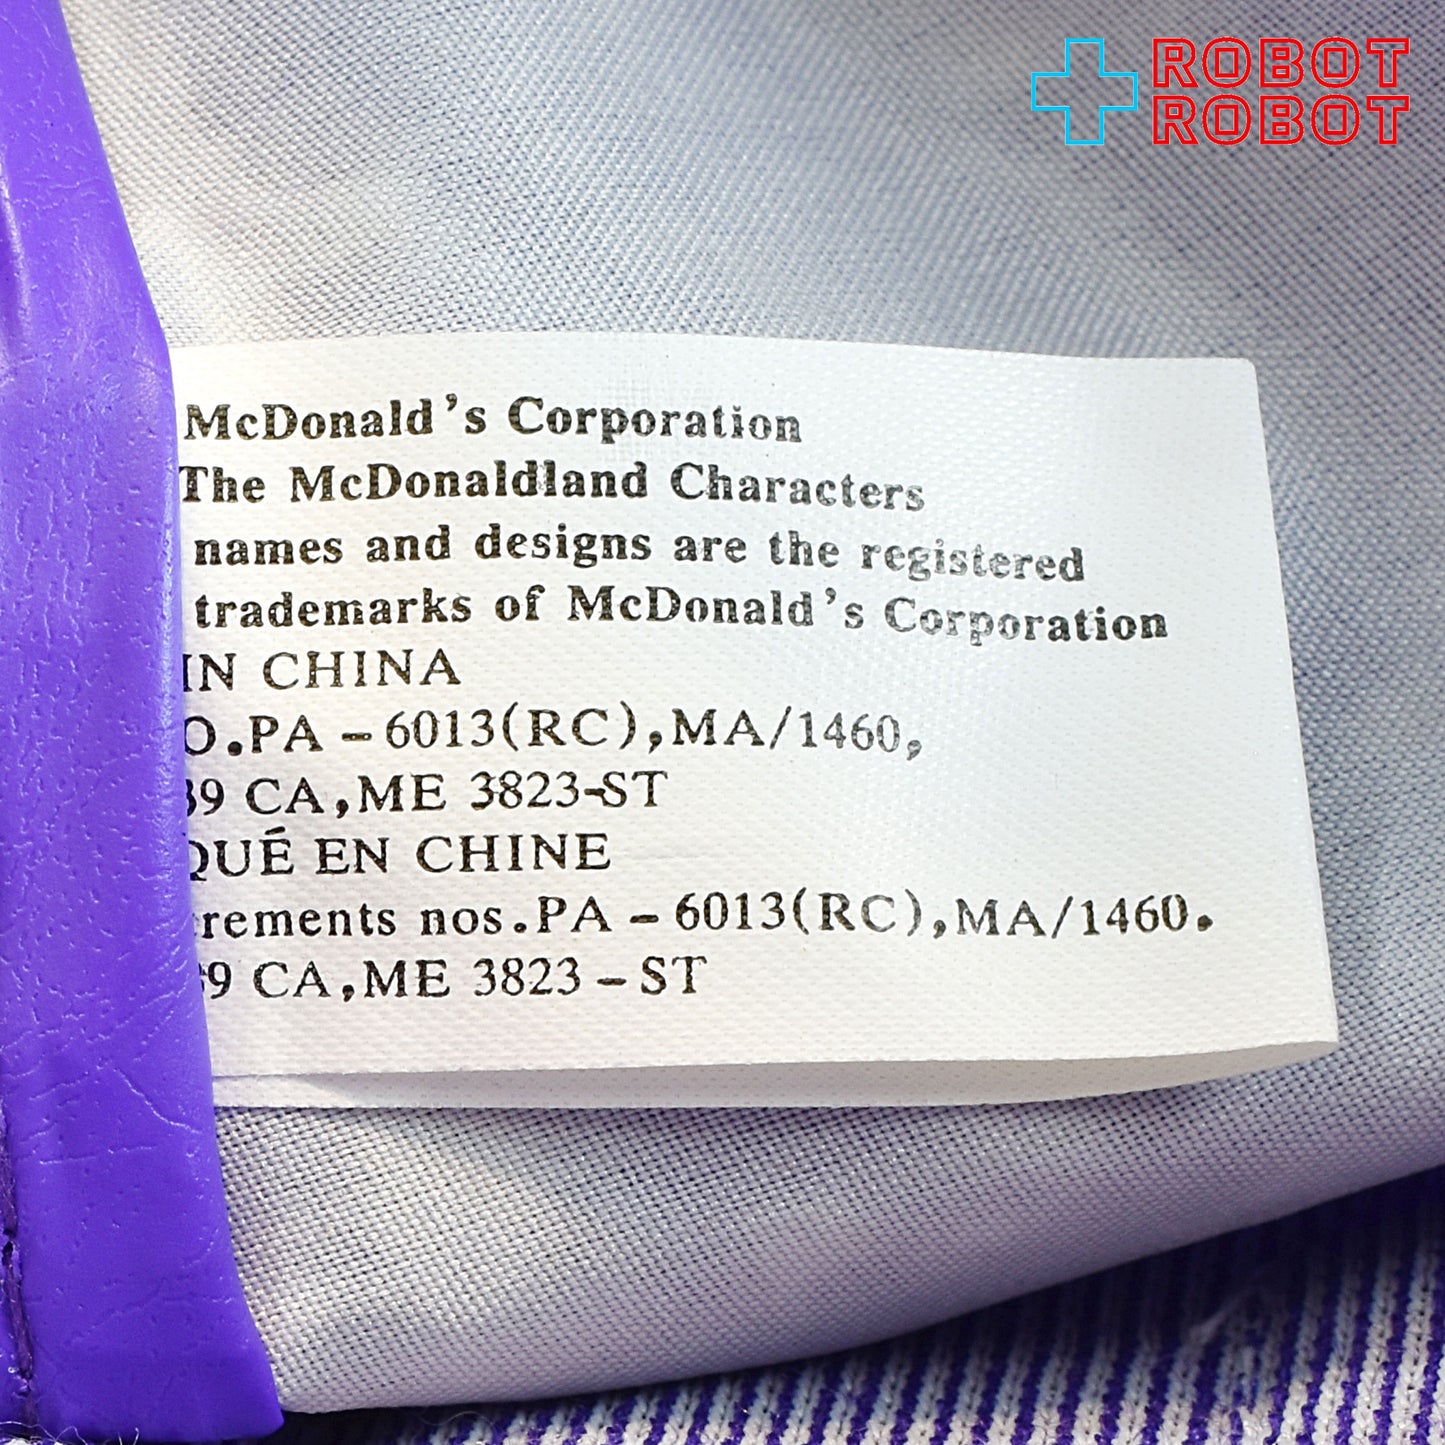 ROBOT
ROBOT
McDonald's Corporation
The McDonaldland Characters
names and designs are the registered
trademarks of McDonald's Corporation
IN CHINA
O.PA-6013(RC),MA/1460,
39 CA,ME 3823-ST
QUÉ EN CHINE
crements nos.PA-6013(RC),MA/1460.
39 CA,ME 3823-ST